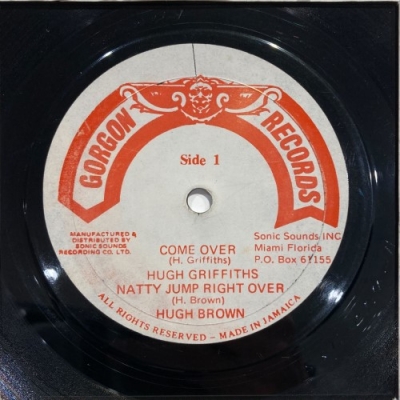 GORGON RECORDS
Side 1
MANUFACTURED &
DISTRIBUTED BY
SONIC SOUNDS
RECORDING CO. LTD.
Sonic Sounds INC
Miami Florida
P.O. Box 61155
COME OVER
(H. Griffiths)
HUGH GRIFFITHS
NATTY JUMP RIGHT OVER
(H. Brown)
HUGH BROWN
ALL RIGHTS RESERVED - MADE IN JAMAICA